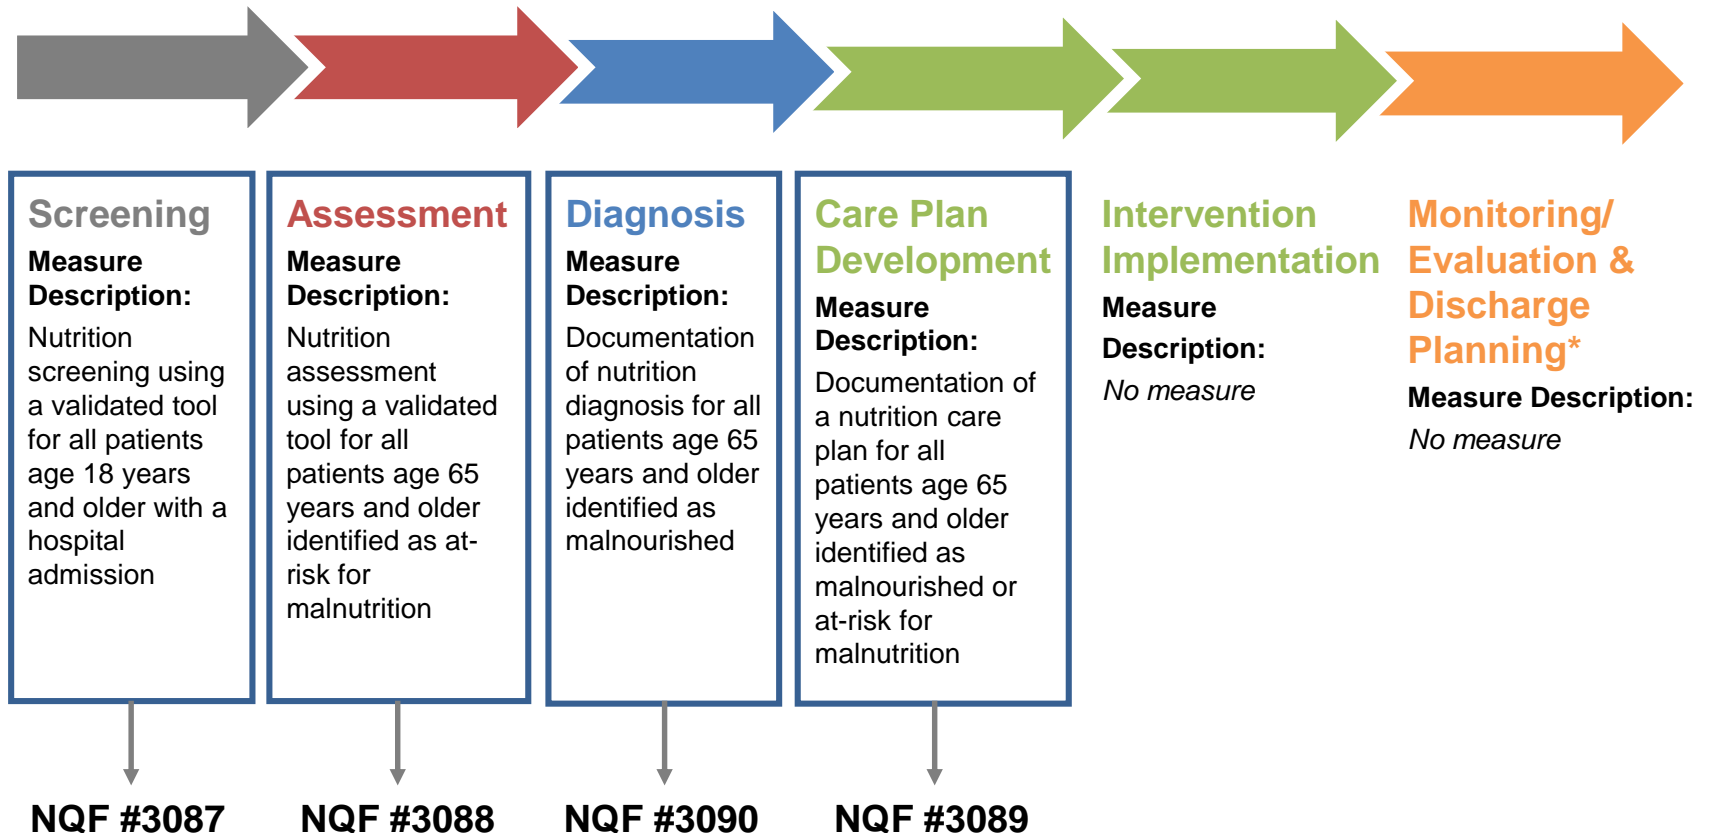 Screening
Measure
Description:
Nutrition
screening using
a validated tool
for all patients
age 18 years
and older with a
hospital
admission
NQF #3087
Assessment
Measure
Description:
Nutrition
assessment
using a validated
tool for all
patients age 65
years and older
identified as at-
risk for
malnutrition
NQF #3088
Diagnosis
Measure
Description:
Documentation
of nutrition
diagnosis for all
patients age 65
years and older
identified as
malnourished
NQF #3090
Care Plan
Development
Measure
Description:
Documentation of
a nutrition care
plan for all
patients age 65
years and older
identified as
malnourished or
at-risk for
malnutrition
NQF #3089
Intervention
Implementation
Measure
Description:
No measure
Monitoring/
Evaluation &
Discharge
Planning*
Measure Description:
No measure